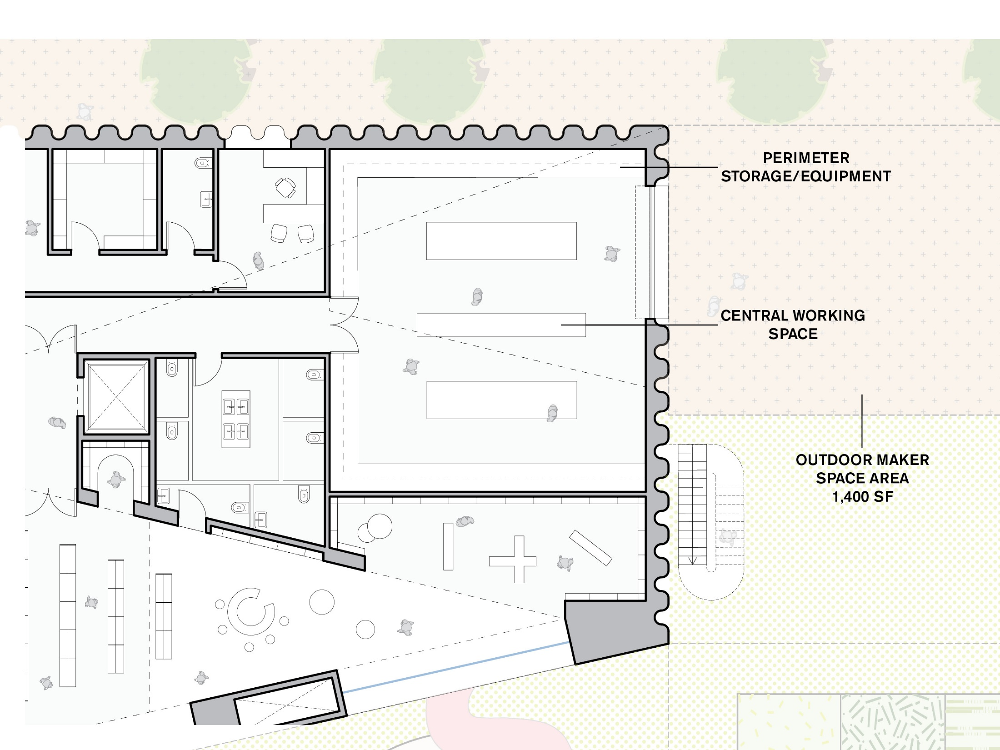 PERIMETER
STORAGE/EQUIPMENT
CENTRAL WORKING
SPACE
OUTDOOR MAKER
SPACE AREA
1,400 SF